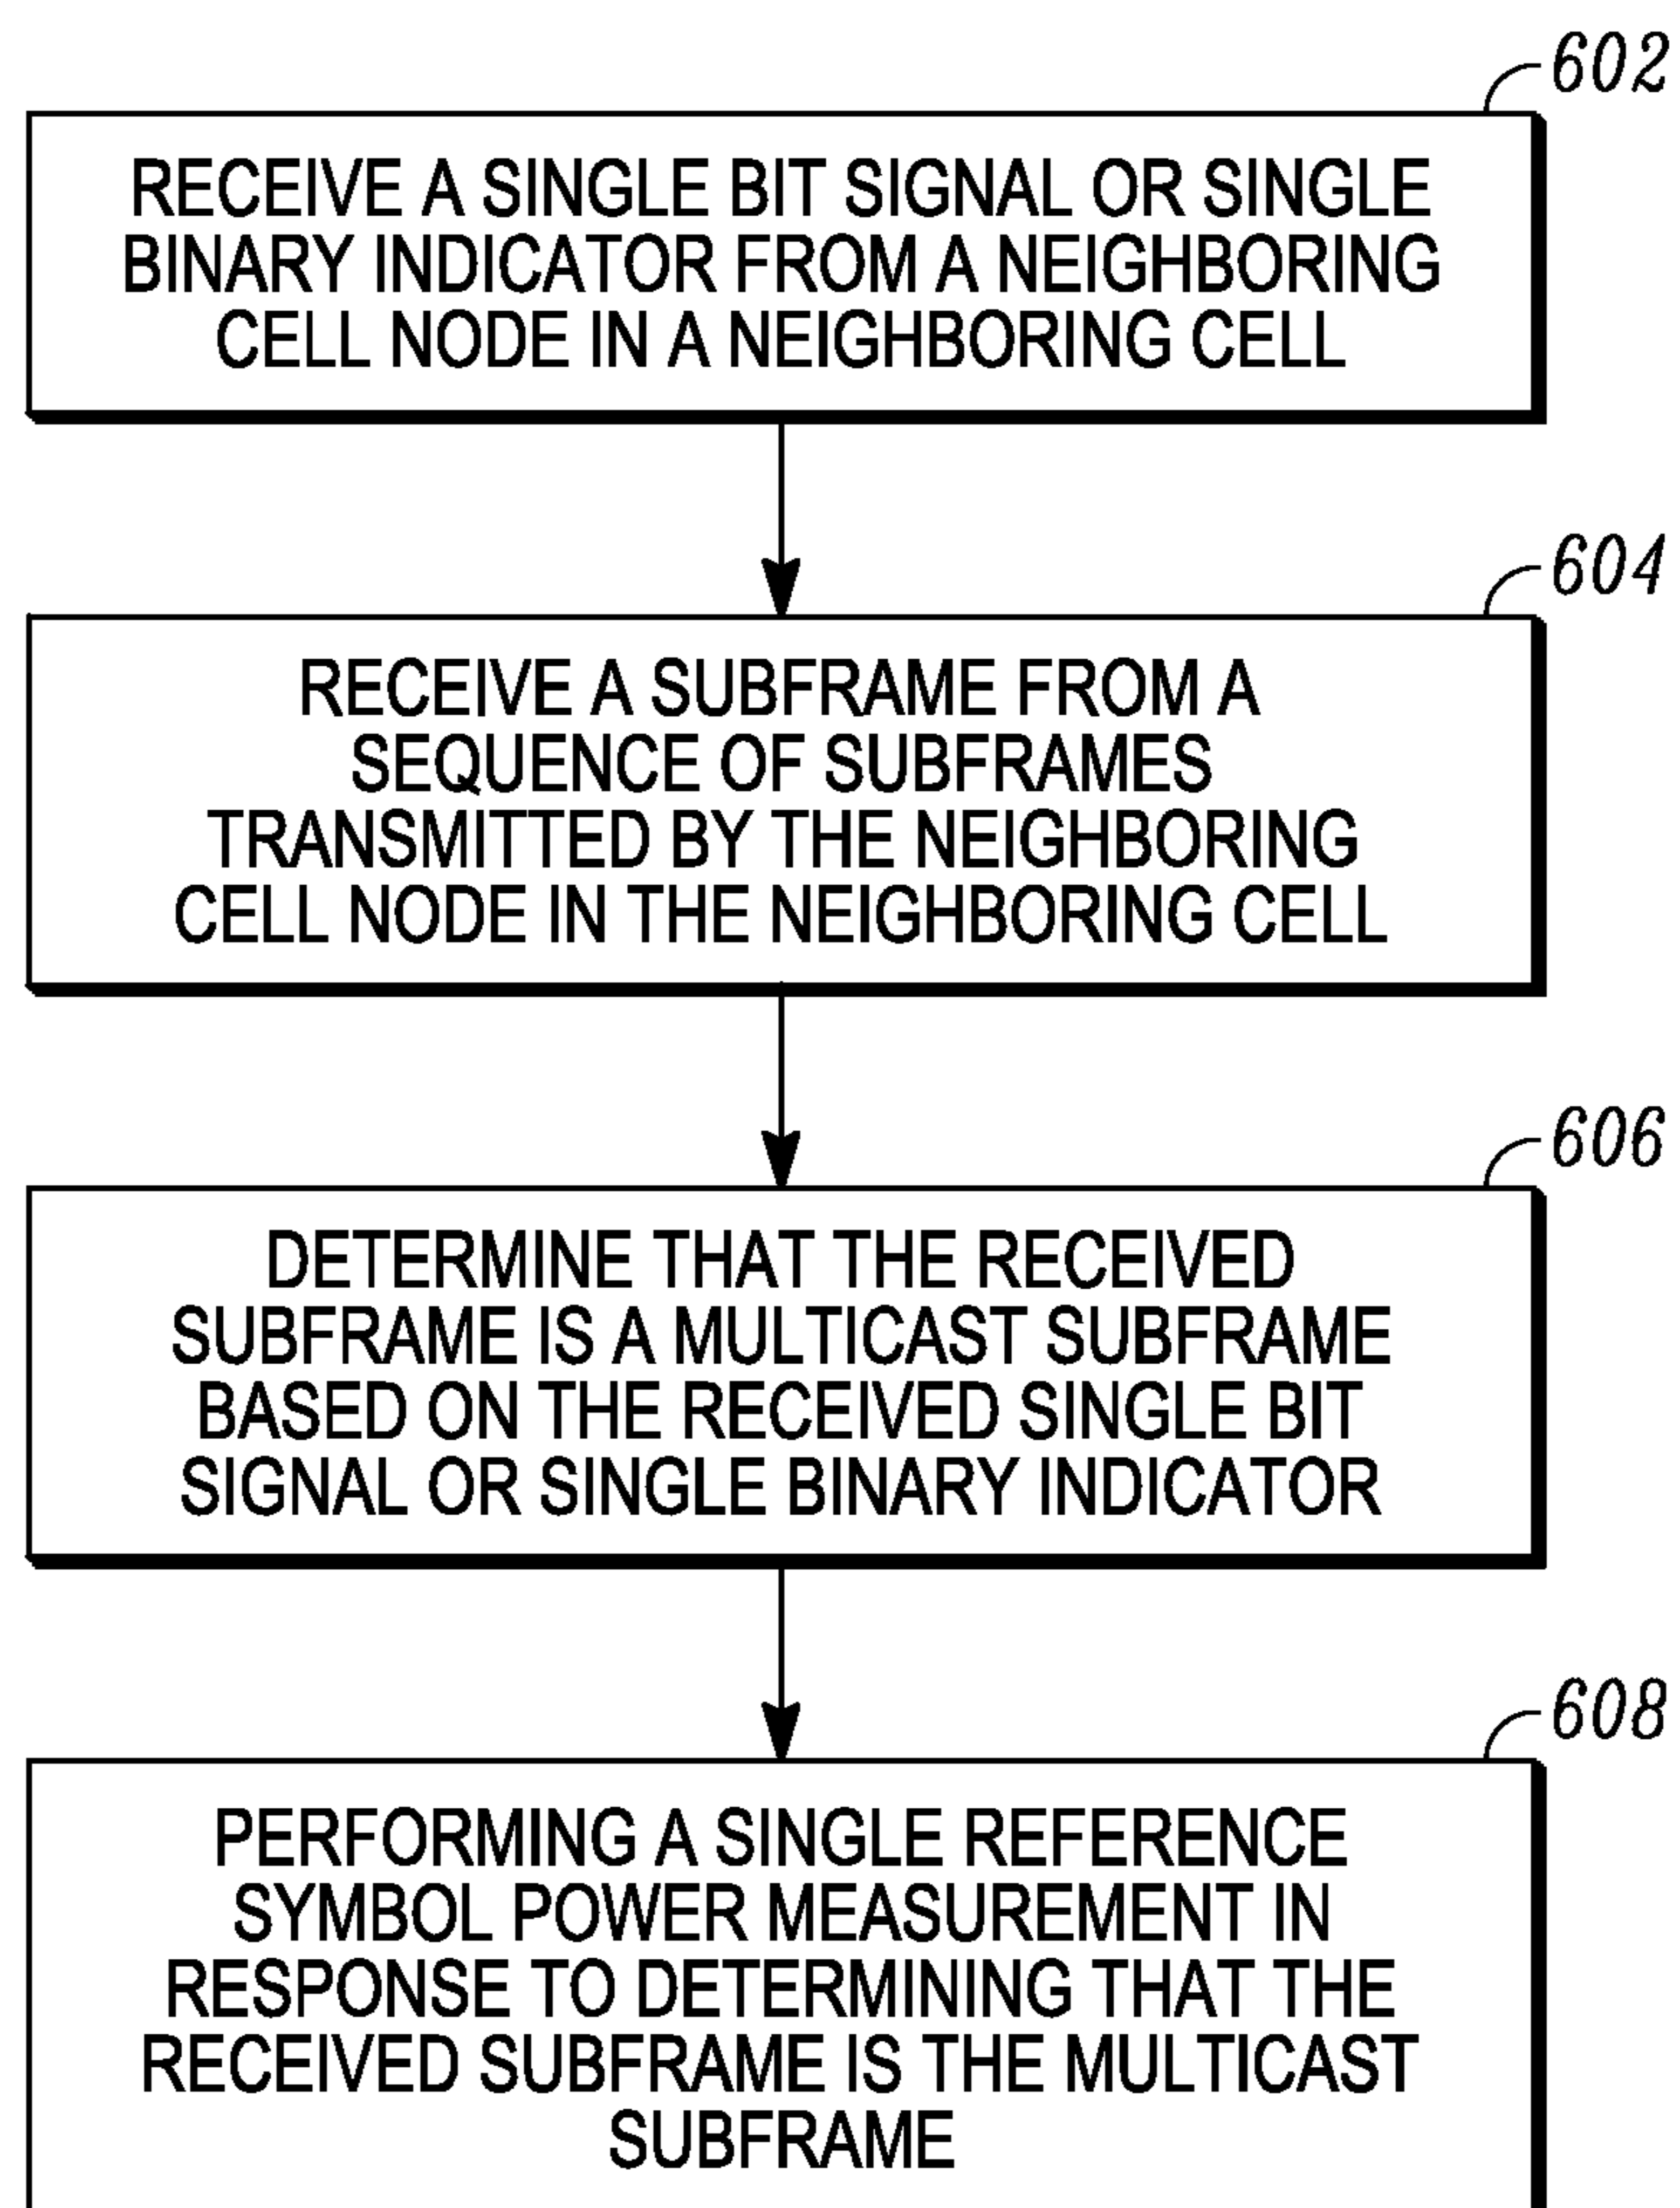 602
RECEIVE A SINGLE BIT SIGNAL OR SINGLE
BINARY INDICATOR FROM A NEIGHBORING
CELL NODE IN A NEIGHBORING CELL
604
RECEIVE A SUBFRAME FROM A
SEQUENCE OF SUBFRAMES
TRANSMITTED BY THE NEIGHBORING
CELL NODE IN THE NEIGHBORING CELL
606
DETERMINE THAT THE RECEIVED
SUBFRAME IS A MULTICAST SUBFRAME
BASED ON THE RECEIVED SINGLE BIT
SIGNAL OR SINGLE BINARY INDICATOR
608
PERFORMING A SINGLE REFERENCE
SYMBOL POWER MEASUREMENT IN
RESPONSE TO DETERMINING THAT THE
RECEIVED SUBFRAME IS THE MULTICAST
SUBFRAME